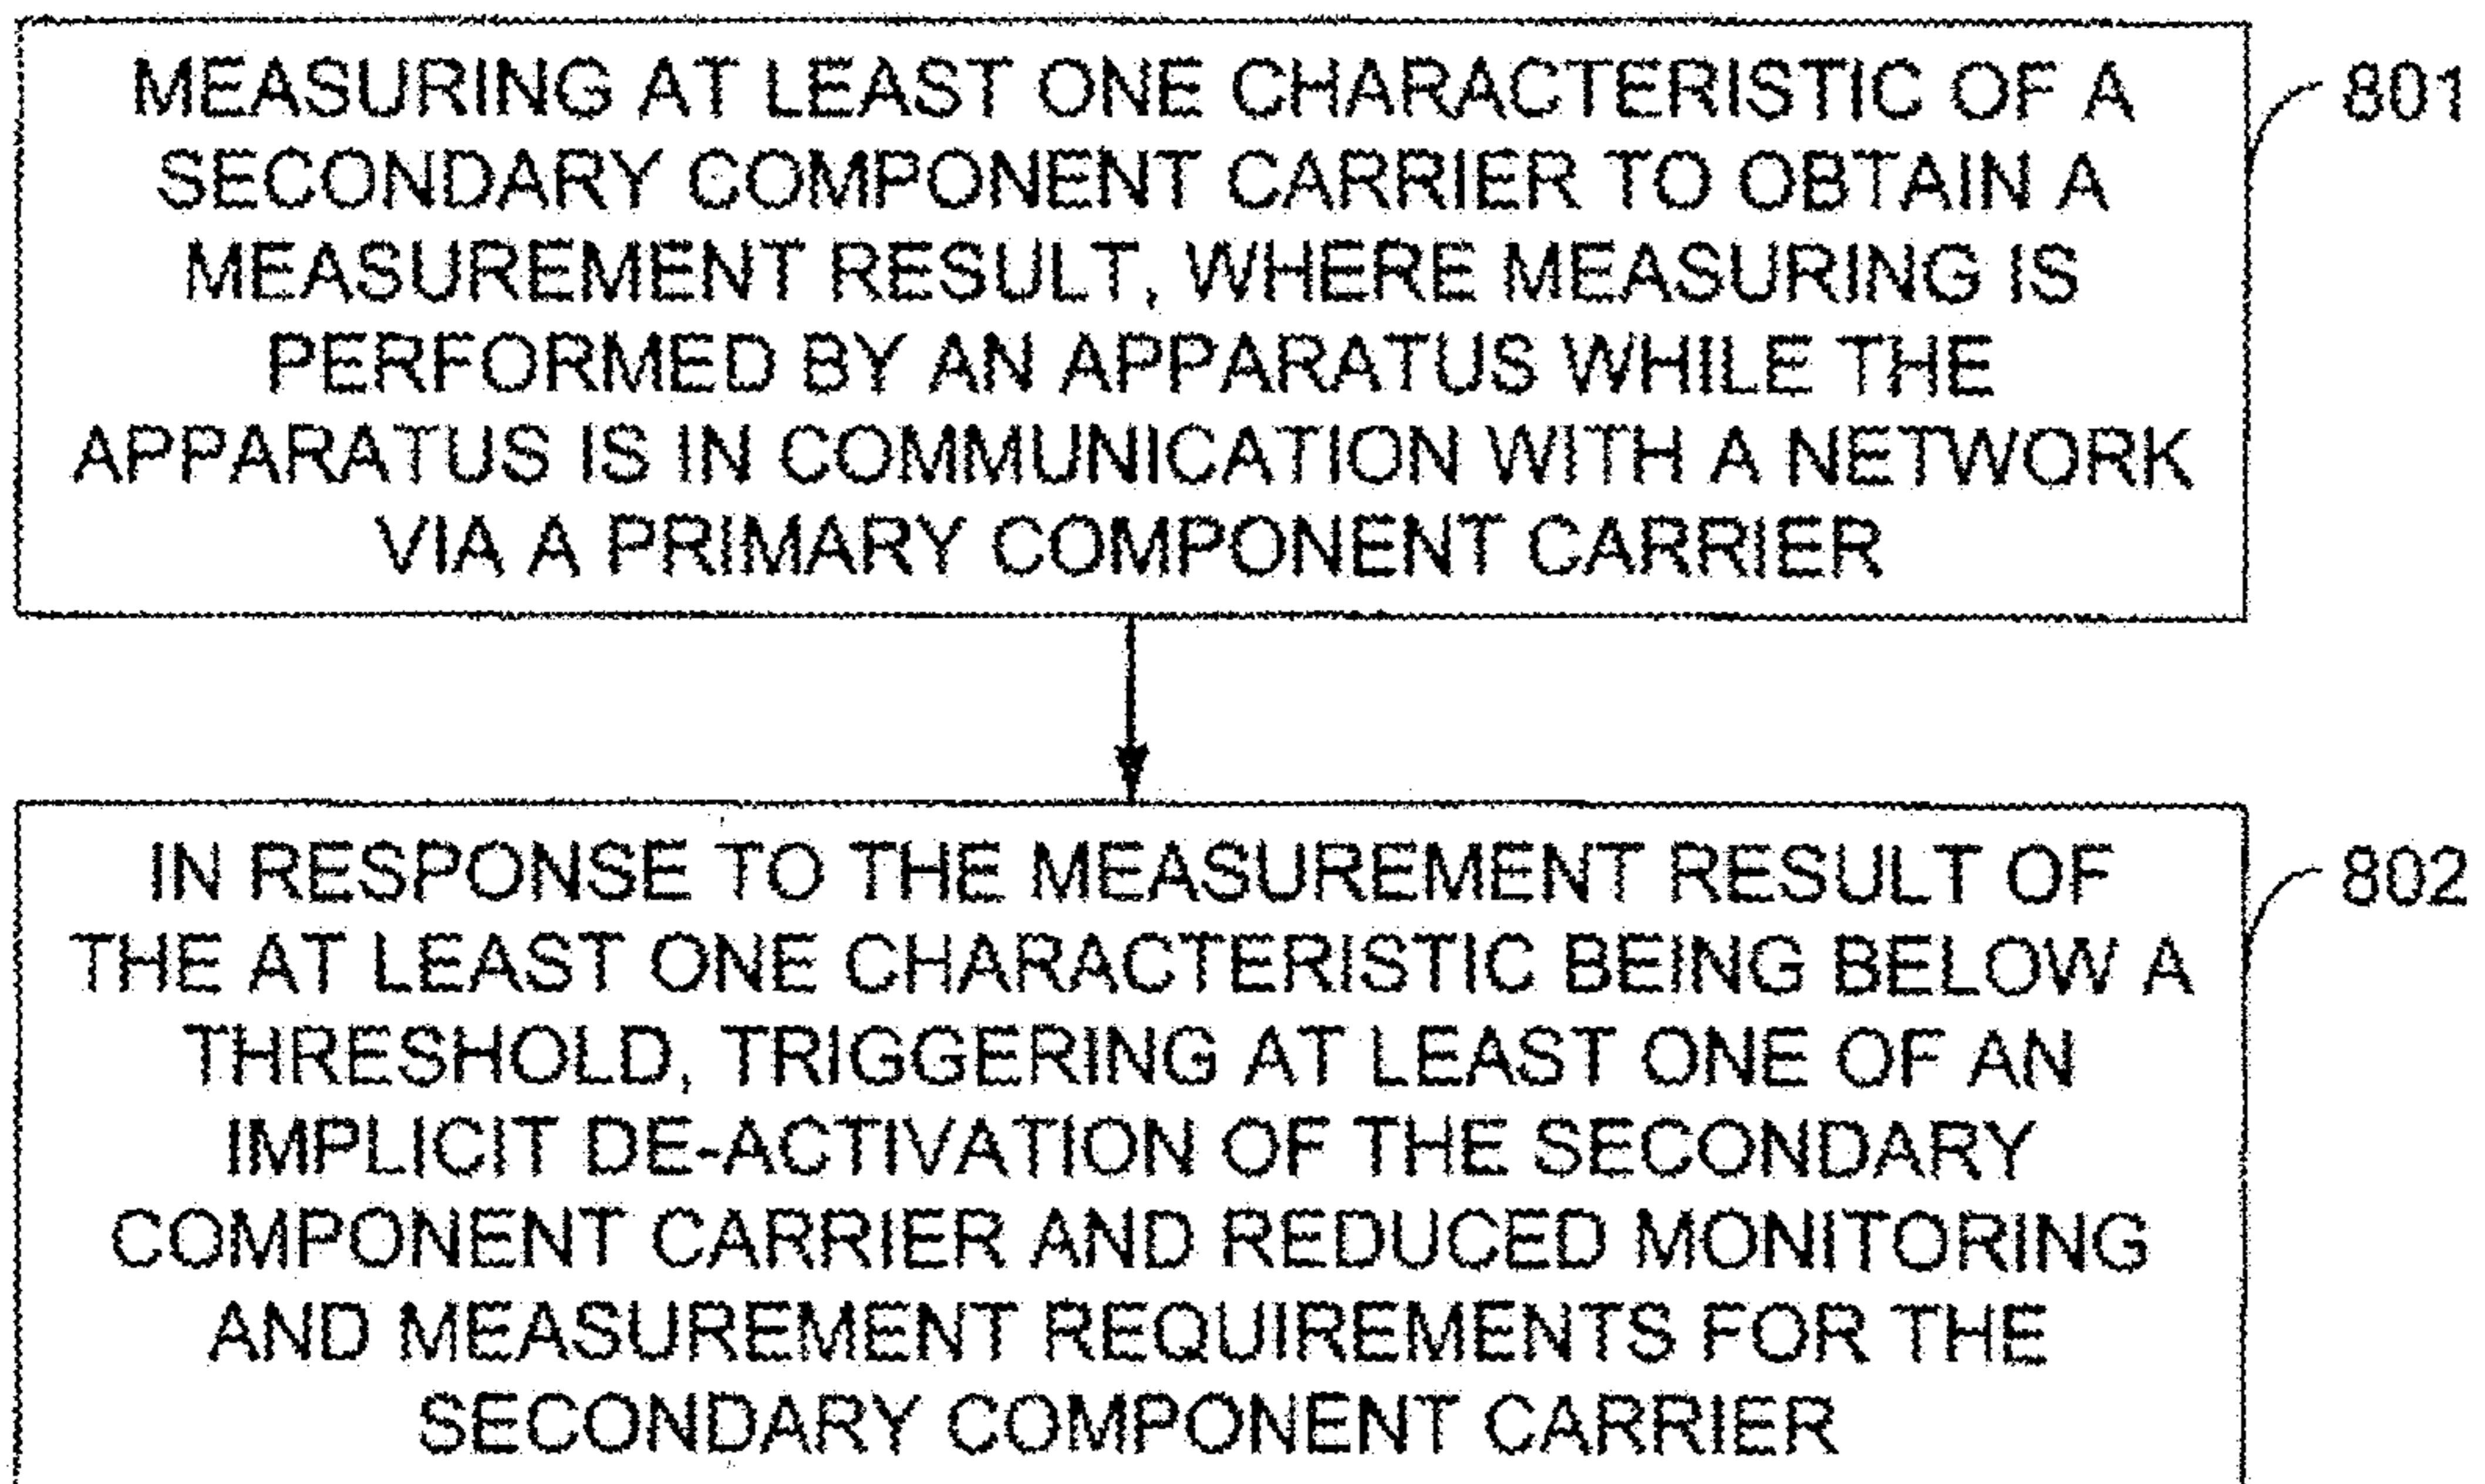 MEASURING AT LEAST ONE CHARACTERISTIC OF A
SECONDARY COMPONENT CARRIER TO OBTAIN A
MEASUREMENT RESULT, WHERE MEASURING IS
PERFORMED BY AN APPARATUS WHILE THE
APPARATUS IS IN COMMUNICATION WITH A NETWORK
VIA A PRIMARY COMPONENT CARRIER
801
IN RESPONSE TO THE MEASUREMENT RESULT OF
THE AT LEAST ONE CHARACTERISTIC BEING BELOW A
THRESHOLD, TRIGGERING AT LEAST ONE OF AN
IMPLICIT DE-ACTIVATION OF THE SECONDARY
COMPONENT CARRIER AND REDUCED MONITORING
AND MEASUREMENT REQUIREMENTS FOR THE
SECONDARY COMPONENT CARRIER
802